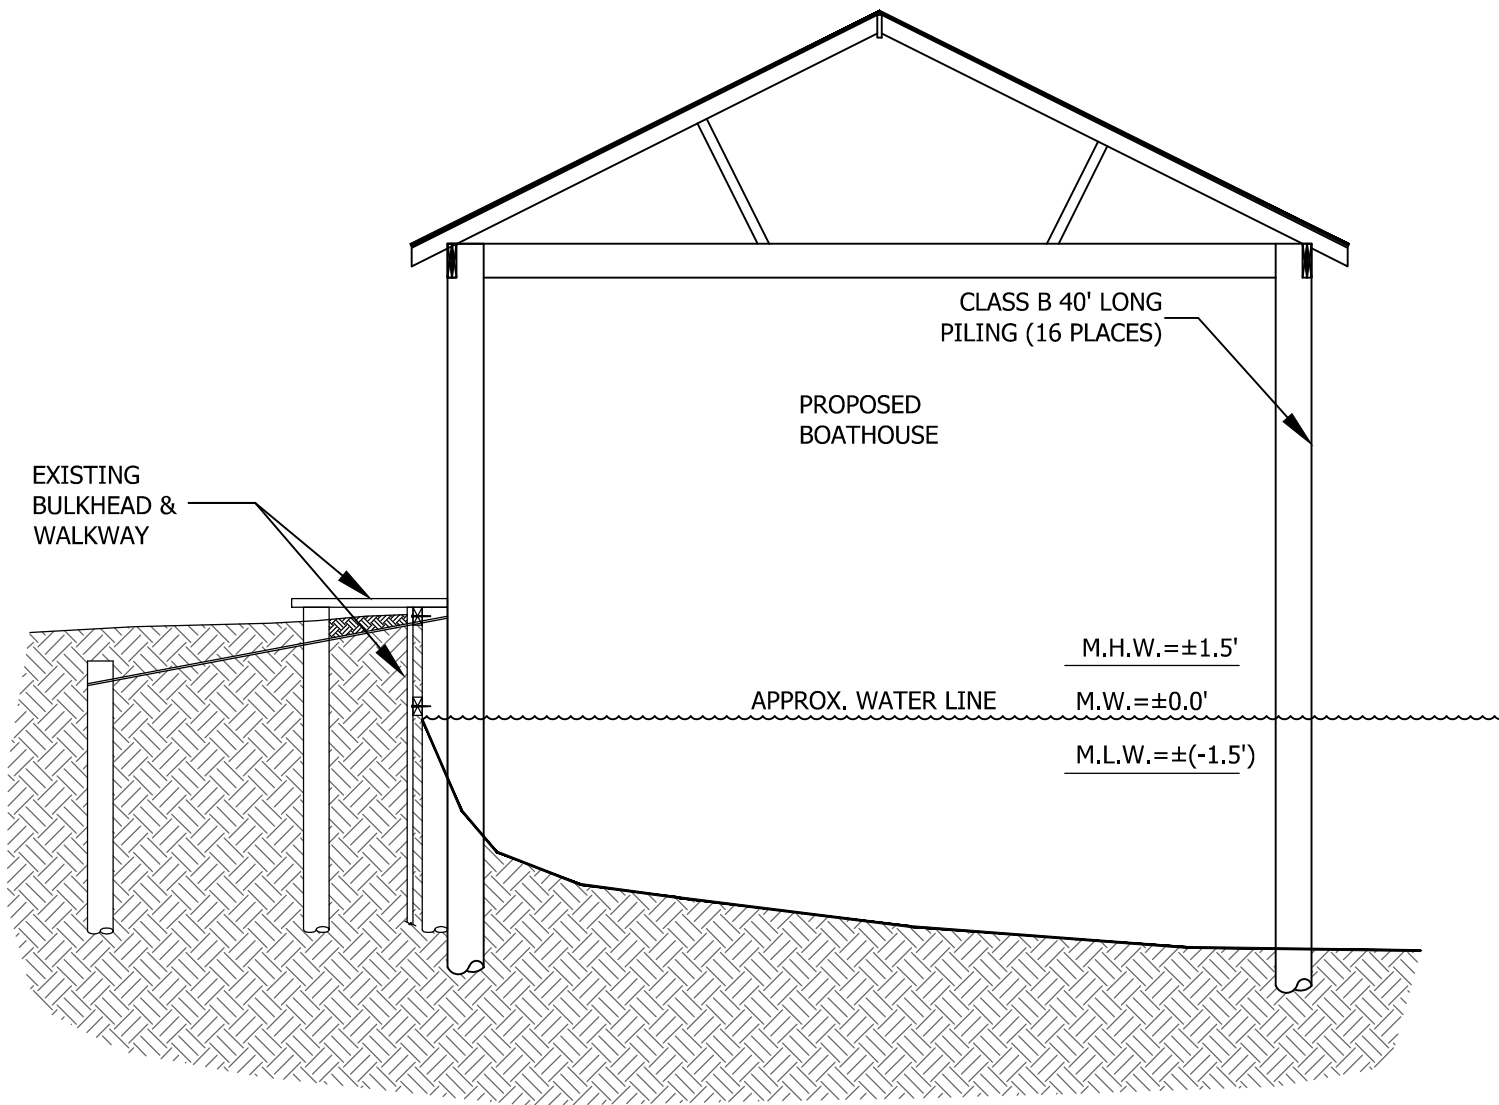 CLASS B 40' LONG
PILING (16 PLACES)
PROPOSED
BOATHOUSE
EXISTING
BULKHEAD &
WALKWAY
M.H.W.=±1.5'
APPROX. WATER LINE
M.W.=±0.0'
M.L.W.=±(-1.5')